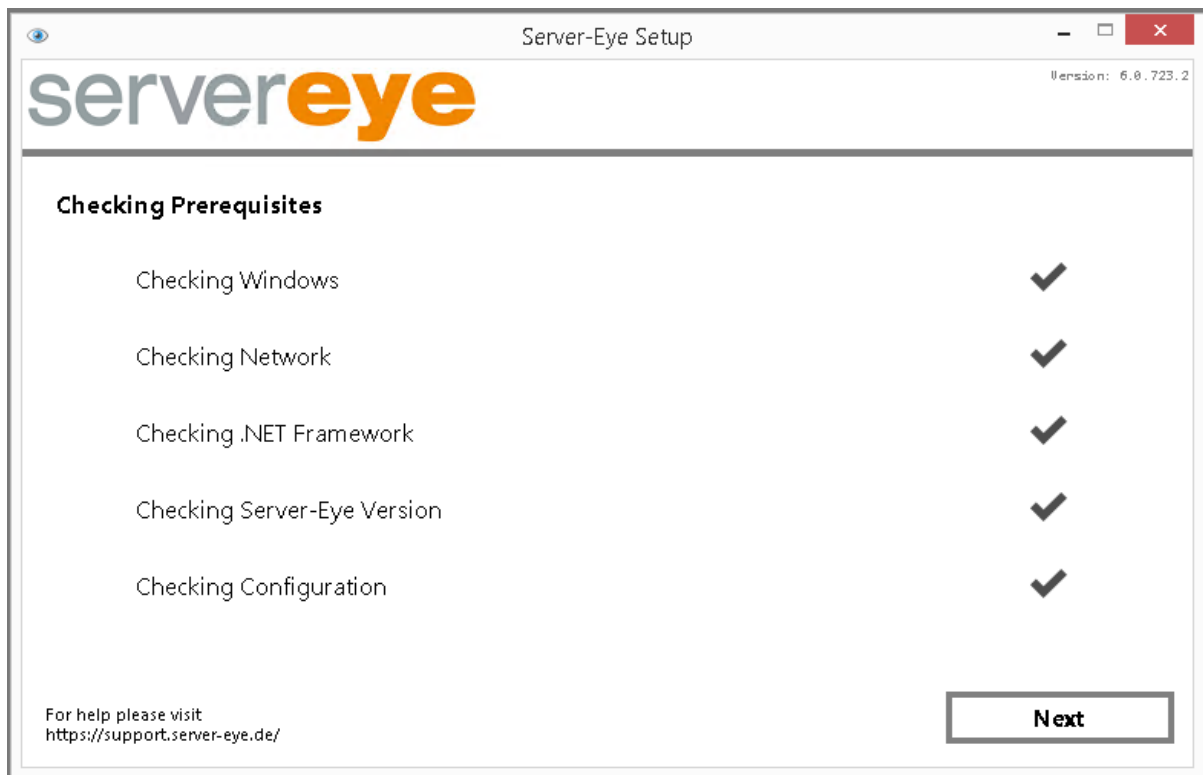 Server-Eye Setup
servereye
Version: 6.0.723.2
Checking Prerequisites
Checking Windows
Checking Network
Checking .NET Framework
Checking Server-Eye Version
Checking Configuration
For help please visit
https://support.server-eye.de/
Next